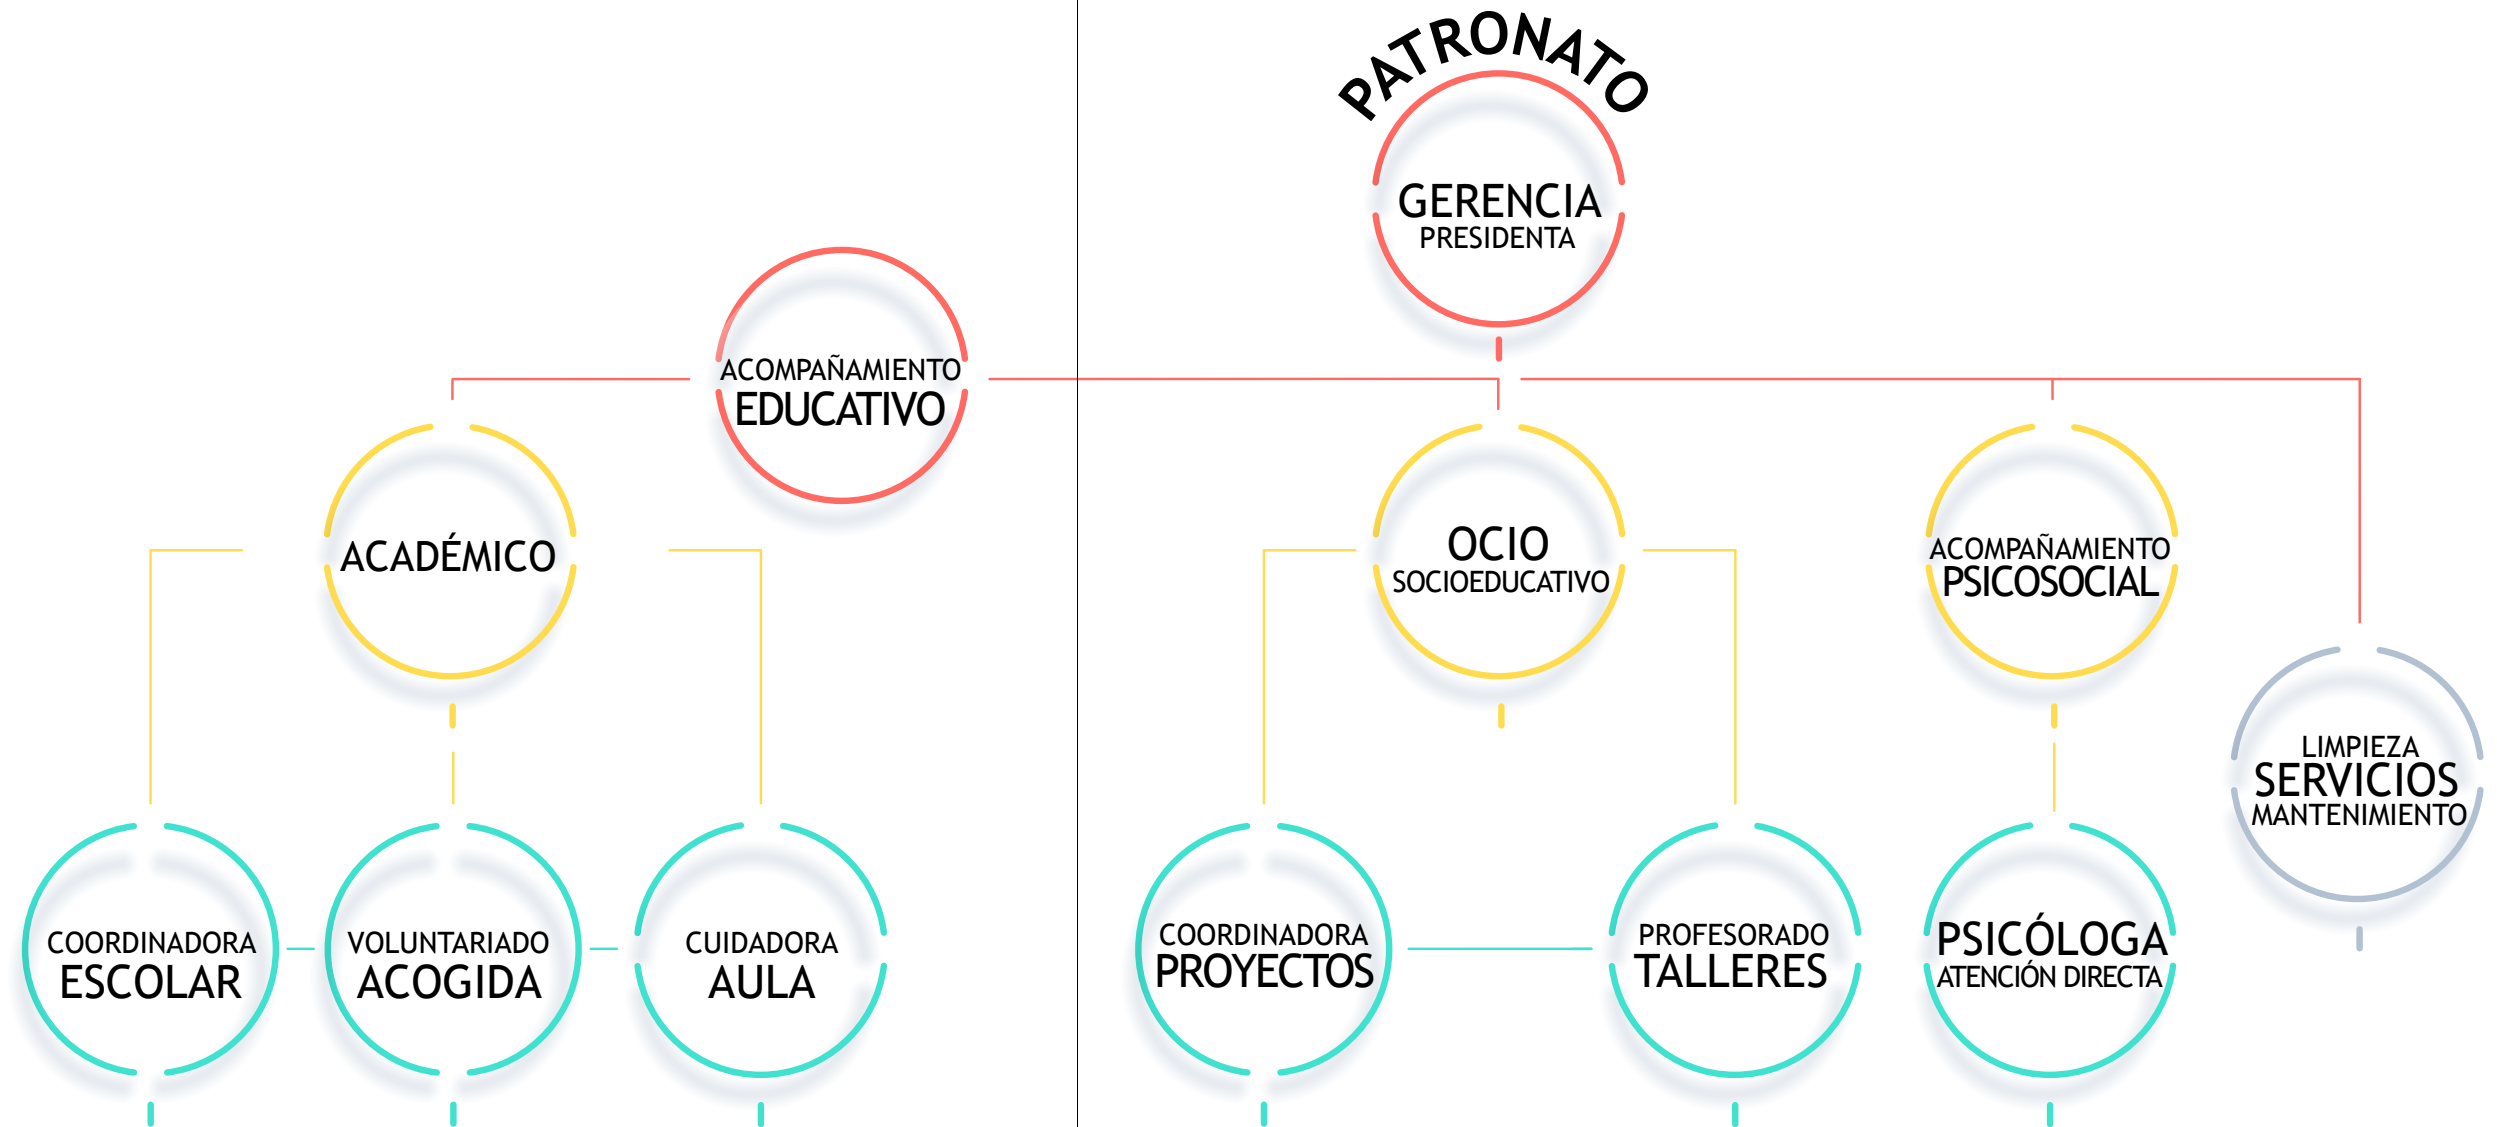 PATRONATO
GERENCIA
PRESIDENTA
ACOMPAÑAMIENTO
EDUCATIVO
ACADÉMICO
OCIO
SOCIOEDUCATIVO
ACOMPAÑAMIENTO
PSICOSOCIAL
LIMPIEZA
SERVICIOS
MANTENIMIENTO
COORDINADORA
ESCOLAR
VOLUNTARIADO
ACOGIDA
CUIDADORA
AULA
COORDINADORA
PROYECTOS
PROFESORADO
TALLERES
PSICÓLOGA
ATENCIÓN DIRECTA